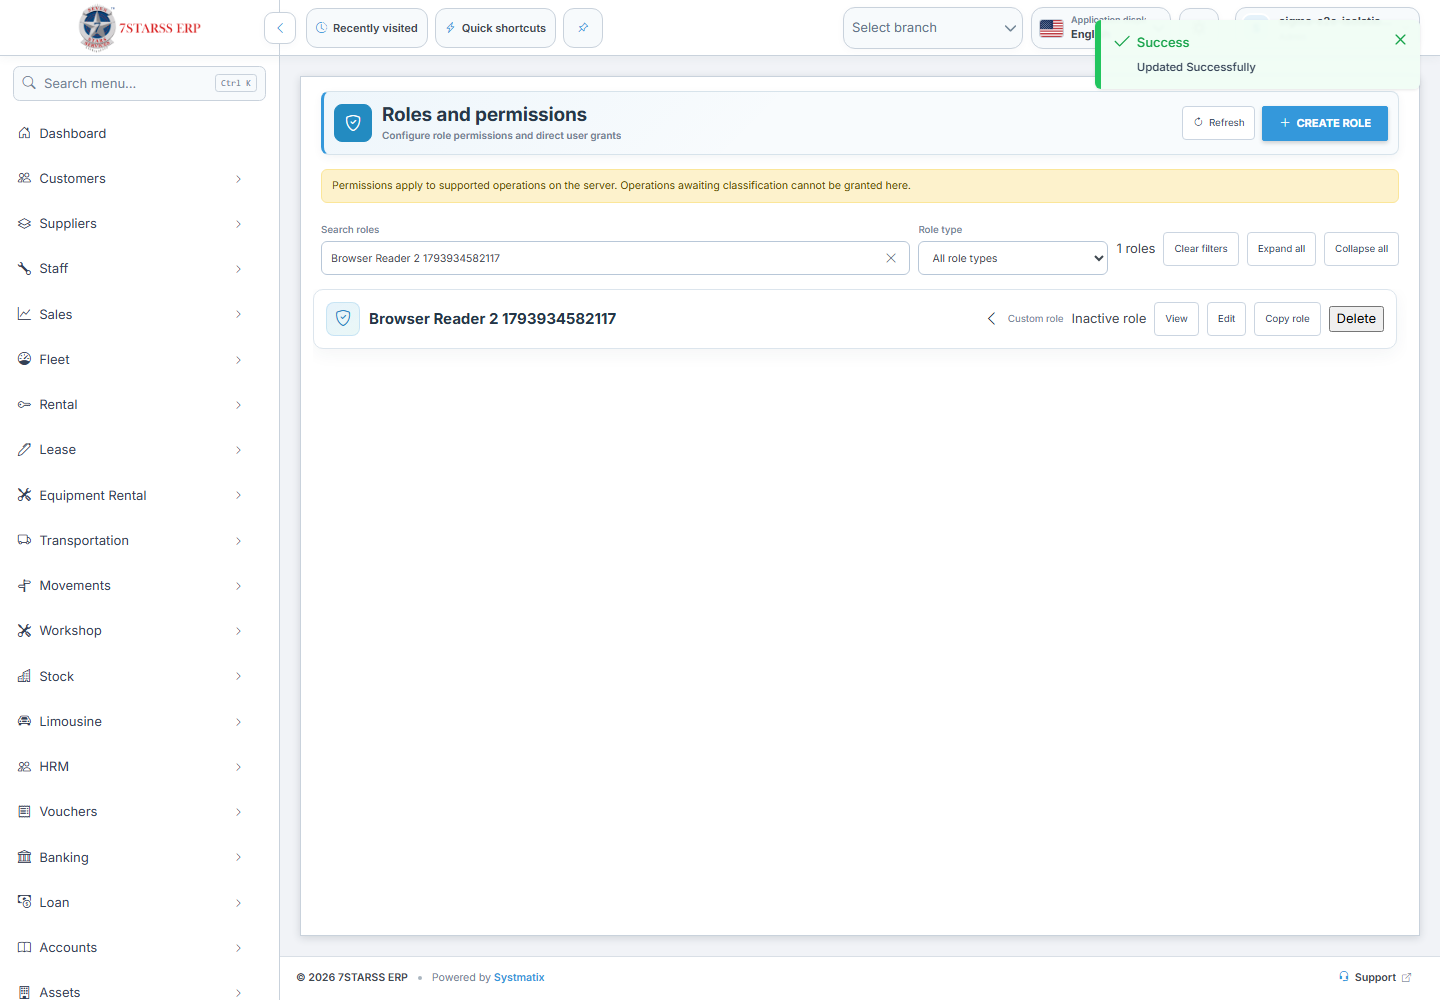 7STARSS ERP
Recently visited
Quick shortcuts
Select branch
Success
Updated Successfully
Search menu...
Ctrl K
Dashboard
Customers
Suppliers
Staff
Sales
Fleet
Rental
Lease
Equipment Rental
Transportation
Movements
Workshop
Stock
Limousine
HRM
Vouchers
Banking
Loan
Accounts
Assets
Roles and permissions
Configure role permissions and direct user grants
Refresh
CREATE ROLE
Permissions apply to supported operations on the server. Operations awaiting classification cannot be granted here.
Search roles
Role type
Browser Reader 2 1793934582117
All role types
1 roles
Clear filters
Expand all
Collapse all
Browser Reader 2 1793934582117
Custom role
Inactive role
View
Edit
Copy role
Delete
© 2026 7STARSS ERP
Powered by Systmatix
Support